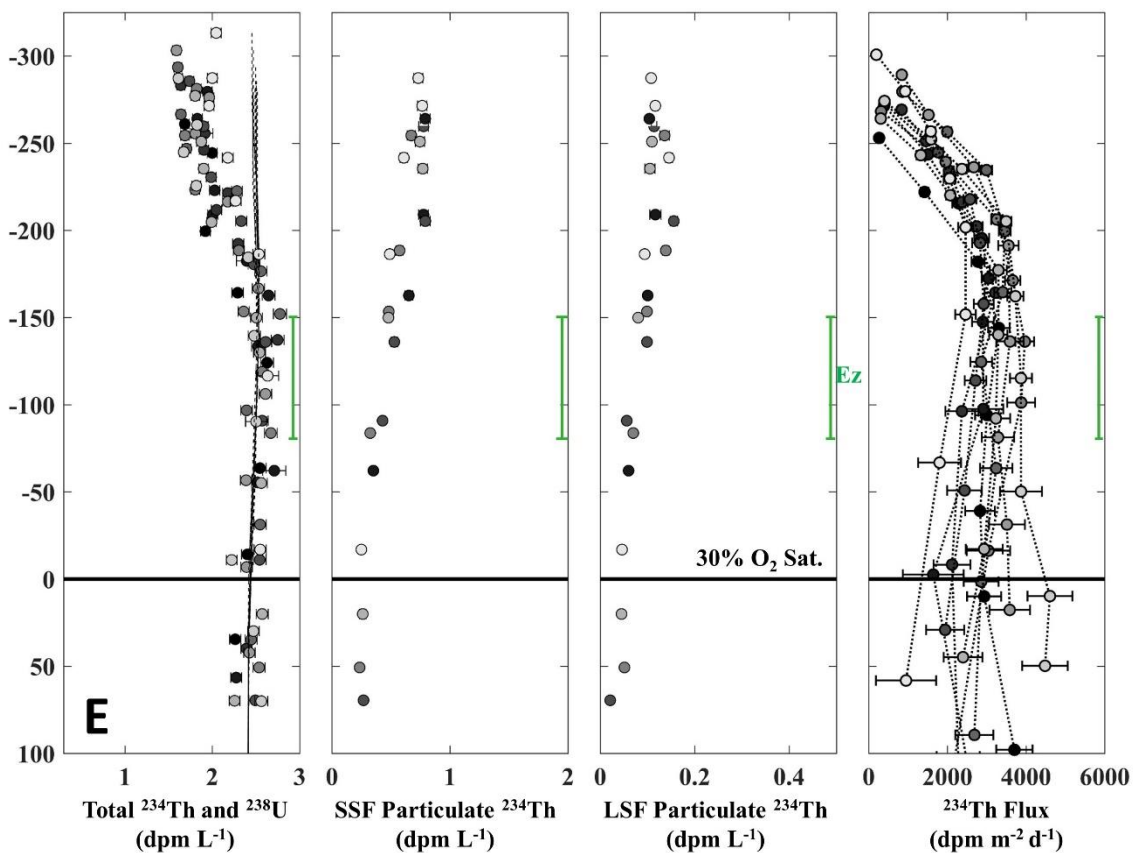 -300
-250
-200
-150
-100
-50
0
50
100
Ez
30% O₂ Sat.
E
1 2 3
0 1 2
0 0.2 0.4
0 2000 4000 6000
Total ²³⁴Th and ²³⁸U
(dpm L⁻¹)
SSF Particulate ²³⁴Th
(dpm L⁻¹)
LSF Particulate ²³⁴Th
(dpm L⁻¹)
²³⁴Th Flux
(dpm m⁻² d⁻¹)